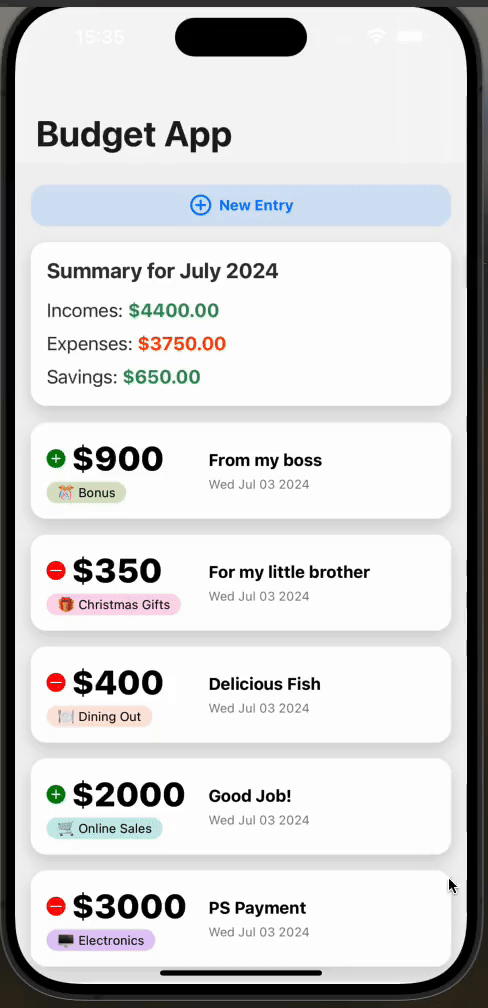 15:35
Budget App
New Entry
Summary for July 2024
Incomes: $4400.00
Expenses: $3750.00
Savings: $650.00
$900
From my boss
Bonus
Wed Jul 03 2024
$350
For my little brother
Christmas Gifts
Wed Jul 03 2024
$400
Delicious Fish
Dining Out
Wed Jul 03 2024
$2000
Good Job!
Online Sales
Wed Jul 03 2024
$3000
PS Payment
Electronics
Wed Jul 03 2024